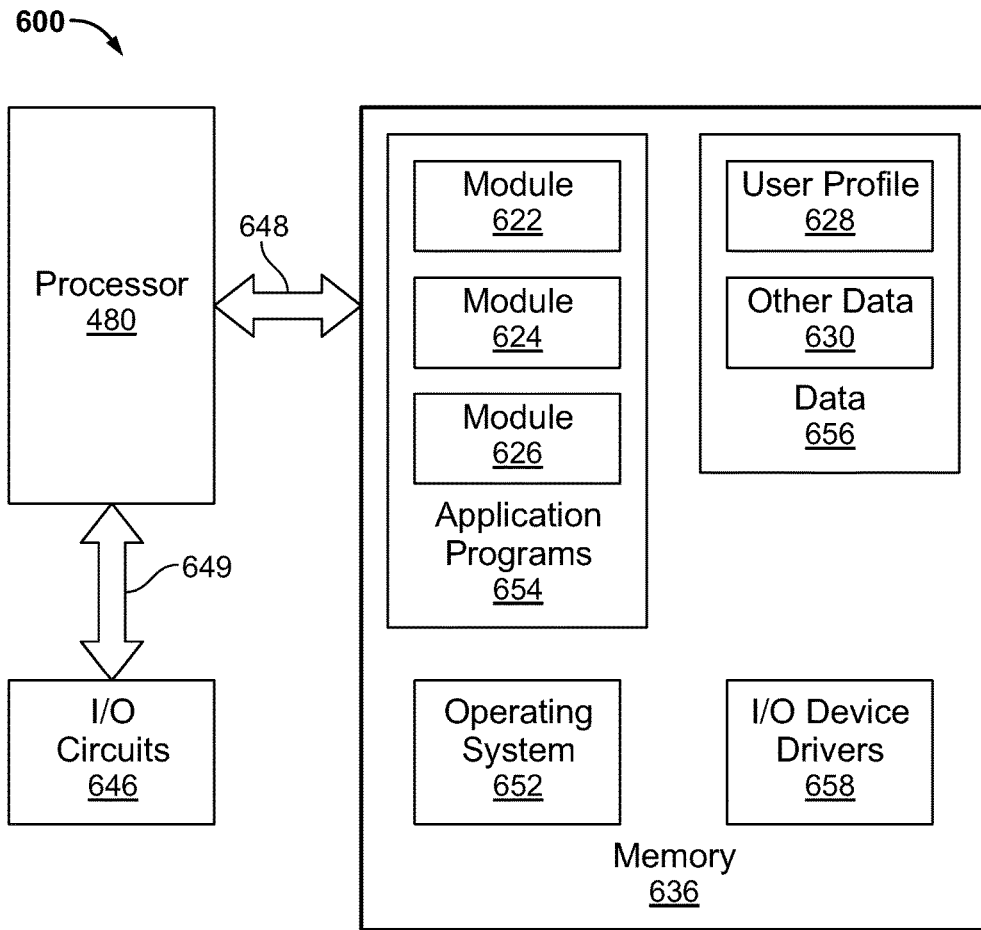 600
Processor
480
648
649
I/O
Circuits
646
Module
622
Module
624
Module
626
Application
Programs
654
User Profile
628
Other Data
630
Data
656
Operating
System
652
I/O Device
Drivers
658
Memory
636